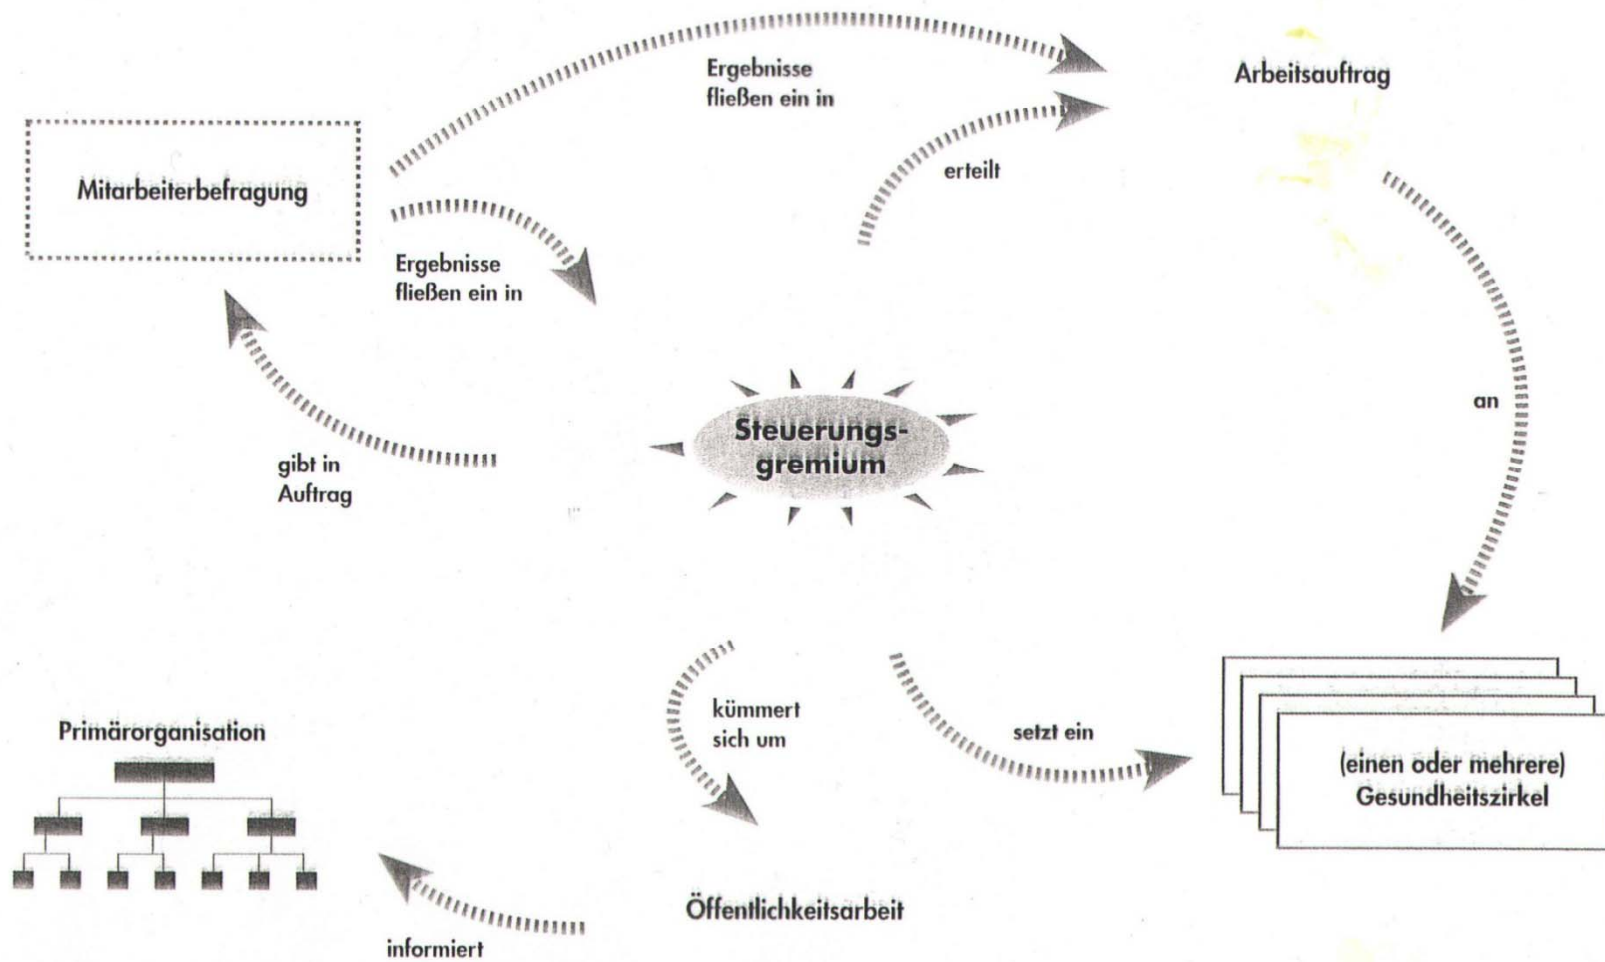 Ergebnisse
fließen ein in
Arbeitsauftrag
Mitarbeiterbefragung
erteilt
Ergebnisse
fließen ein in
an
Steuerungs-
gremium
gibt in
Auftrag
kümmert
sich um
setzt ein
Primärorganisation
(einen oder mehrere)
Gesundheitszirkel
Öffentlichkeitsarbeit
informiert